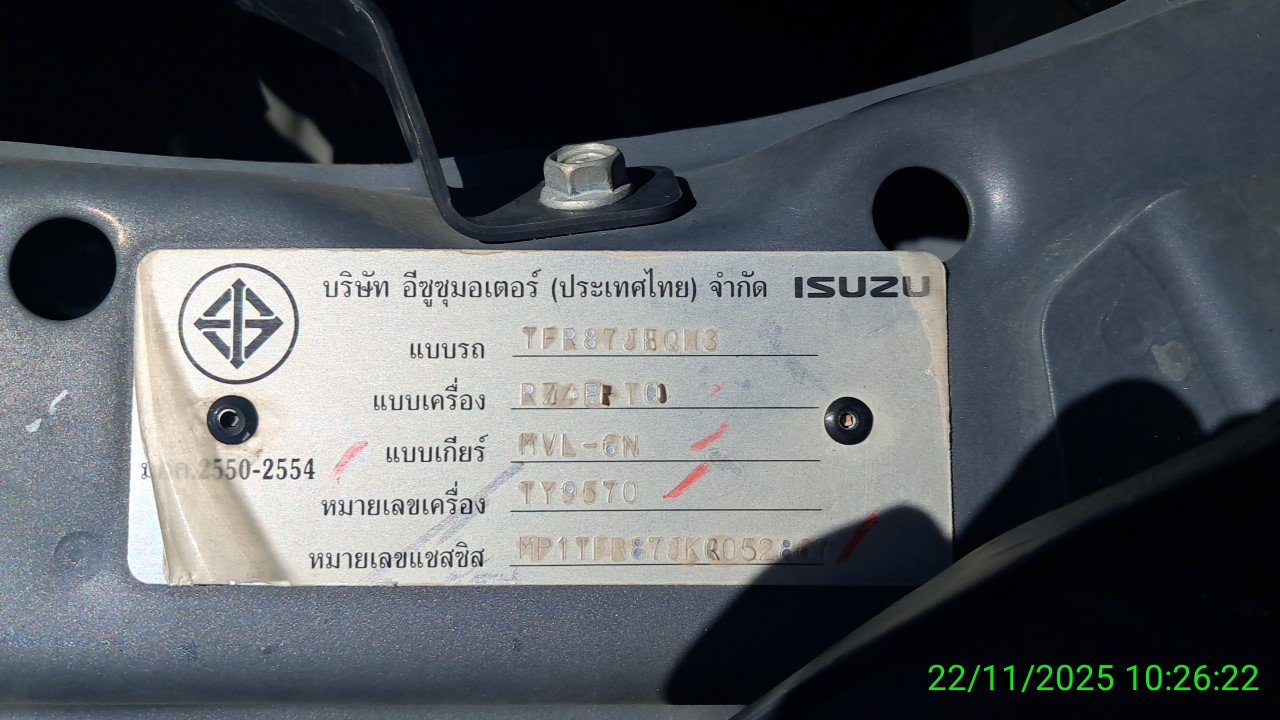 บริษัท อีซูซุมอเตอร์ (ประเทศไทย) จำกัด ISUZU
แบบรถ
แบบเครื่อง
แบบเกียร์ MVL-6N
2550-2554
หมายเลขเครื่อง TY9570
หมายเลขแชสซิส
22/11/2025 10:26:22